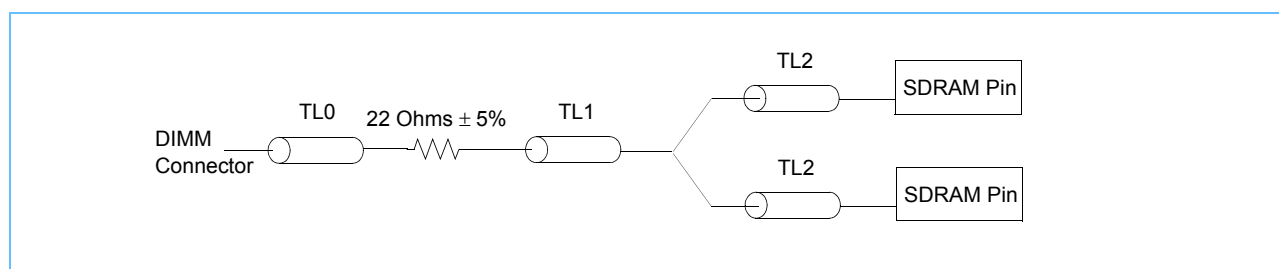 TL2
SDRAM Pin
TL0
22 Ohms ± 5%
TL1
DIMM
Connector
TL2
SDRAM Pin